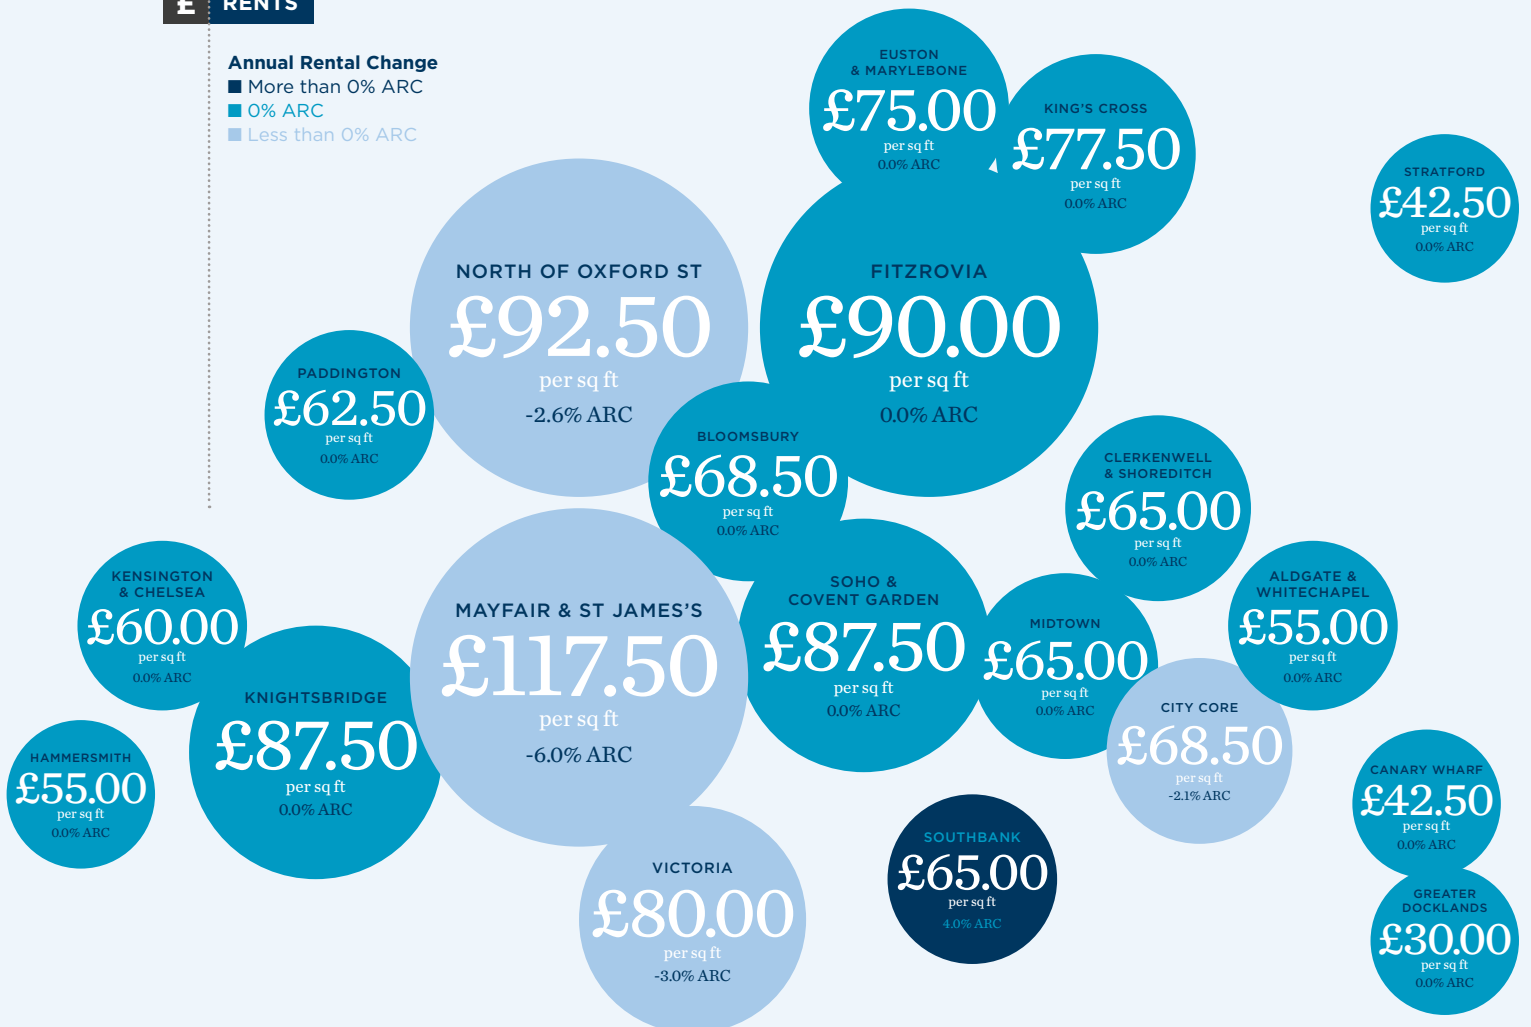 £ RENTS
Annual Rental Change
More than 0% ARC
0% ARC
Less than 0% ARC
EUSTON
& MARYLEBONE
£75.00
per sq ft
0.0% ARC
KING'S CROSS
£77.50
per sq ft
0.0% ARC
STRATFORD
£42.50
per sq ft
0.0% ARC
NORTH OF OXFORD ST
£92.50
per sq ft
-2.6% ARC
FITZROVIA
£90.00
per sq ft
0.0% ARC
PADDINGTON
£62.50
per sq ft
0.0% ARC
BLOOMSBURY
£68.50
per sq ft
0.0% ARC
CLERKENWELL
& SHOREDITCH
£65.00
per sq ft
0.0% ARC
KENSINGTON
& CHELSEA
£60.00
per sq ft
0.0% ARC
MAYFAIR & ST JAMES'S
£117.50
per sq ft
-6.0% ARC
SOHO &
COVENT GARDEN
£87.50
per sq ft
0.0% ARC
MIDTOWN
£65.00
per sq ft
0.0% ARC
ALDGATE &
WHITECHAPEL
£55.00
per sq ft
0.0% ARC
KNIGHTSBRIDGE
£87.50
per sq ft
0.0% ARC
CITY CORE
£68.50
per sq ft
-2.1% ARC
HAMMERSMITH
£55.00
per sq ft
0.0% ARC
CANARY WHARF
£42.50
per sq ft
0.0% ARC
SOUTHBANK
£65.00
per sq ft
4.0% ARC
VICTORIA
£80.00
per sq ft
-3.0% ARC
GREATER
DOCKLANDS
£30.00
per sq ft
0.0% ARC